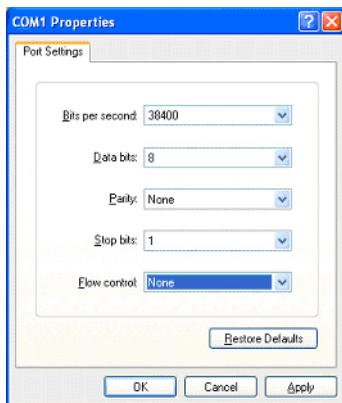 COM1 Properties
Port Settings
Bits per second: 38400
Data bits: 8
Parity: None
Stop bits: 1
Flow control: None
Restore Defaults
OK Cancel Apply